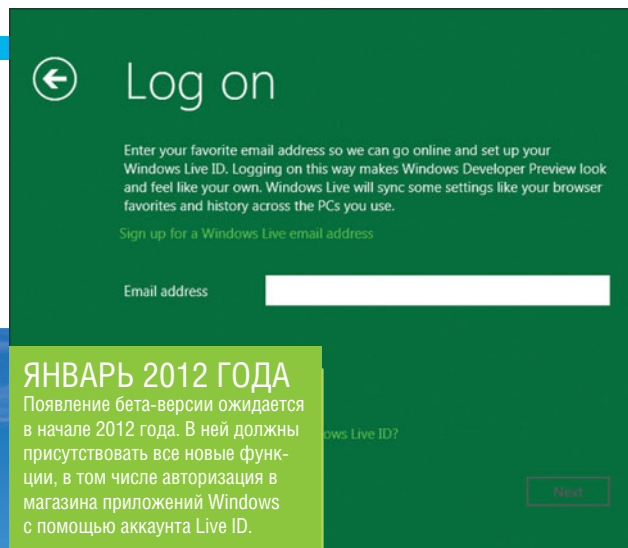 Log on
Enter your favorite email address so we can go online and set up your
Windows Live ID. Logging on this way makes Windows Developer Preview look
and feel like your own. Windows Live will sync some settings like your browser
favorites and history across the PCs you use.
Sign up for a Windows Live email address
Email address
ЯНВАРЬ 2012 ГОДА
Появление бета-версии ожидается
в начале 2012 года. В ней должны
присутствовать все новые функ-
ции, в том числе авторизация в
магазина приложений Windows
с помощью аккаунта Live ID.
Live ID?
Next